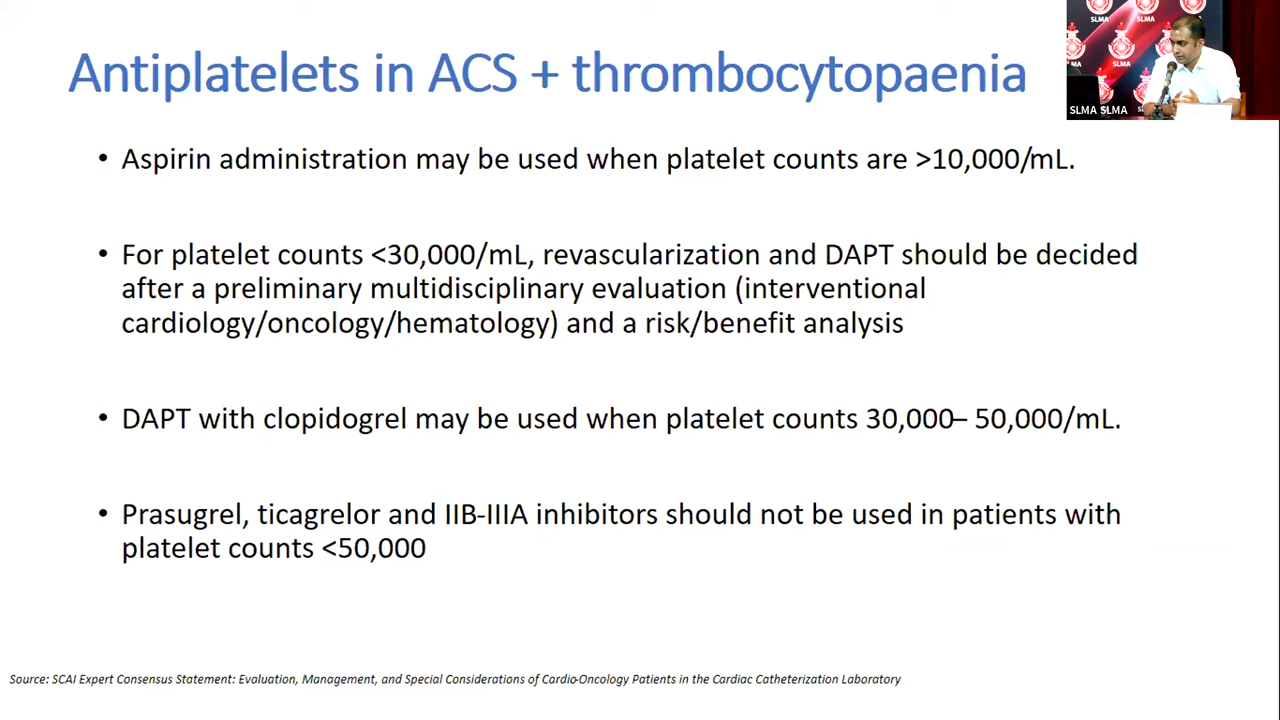 Antiplatelets in ACS + thrombocytopaenia
SLMA SLMA
SLMA
SLMA
SLMA
• Aspirin administration may be used when platelet counts are >10,000/mL.
• For platelet counts <30,000/mL, revascularization and DAPT should be decided
after a preliminary multidisciplinary evaluation (interventional
cardiology/oncology/hematology) and a risk/benefit analysis
• DAPT with clopidogrel may be used when platelet counts 30,000– 50,000/mL.
• Prasugrel, ticagrelor and IIB-IIIA inhibitors should not be used in patients with
platelet counts <50,000
Source: SCAI Expert Consensus Statement: Evaluation, Management, and Special Considerations of Cardio-Oncology Patients in the Cardiac Catheterization Laboratory